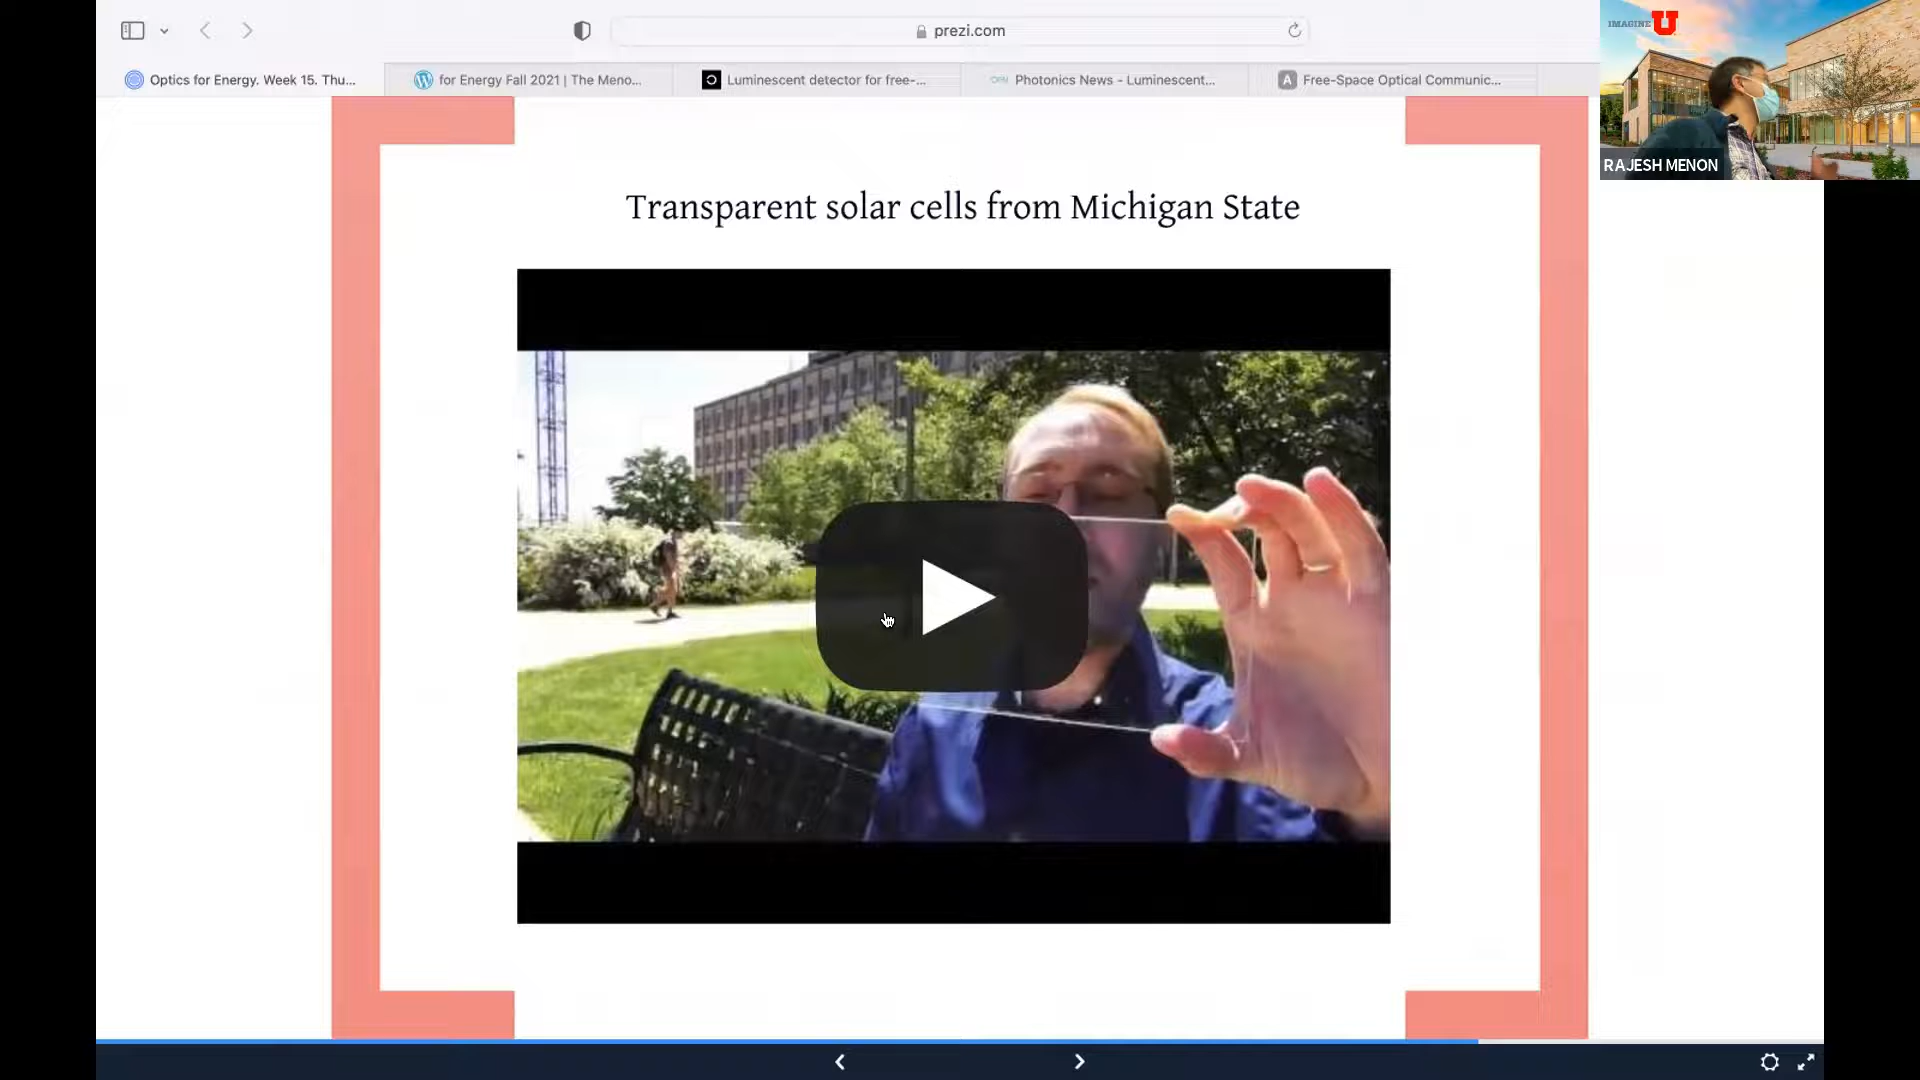 prezi.com
Optics for Energy. Week 15. Thu...
for Energy Fall 2021 | The Meno...
Luminescent detector for free-...
Photonics News - Luminescent...
Free-Space Optical Communic...
IMAGINE U
RAJESH MENON
Transparent solar cells from Michigan State